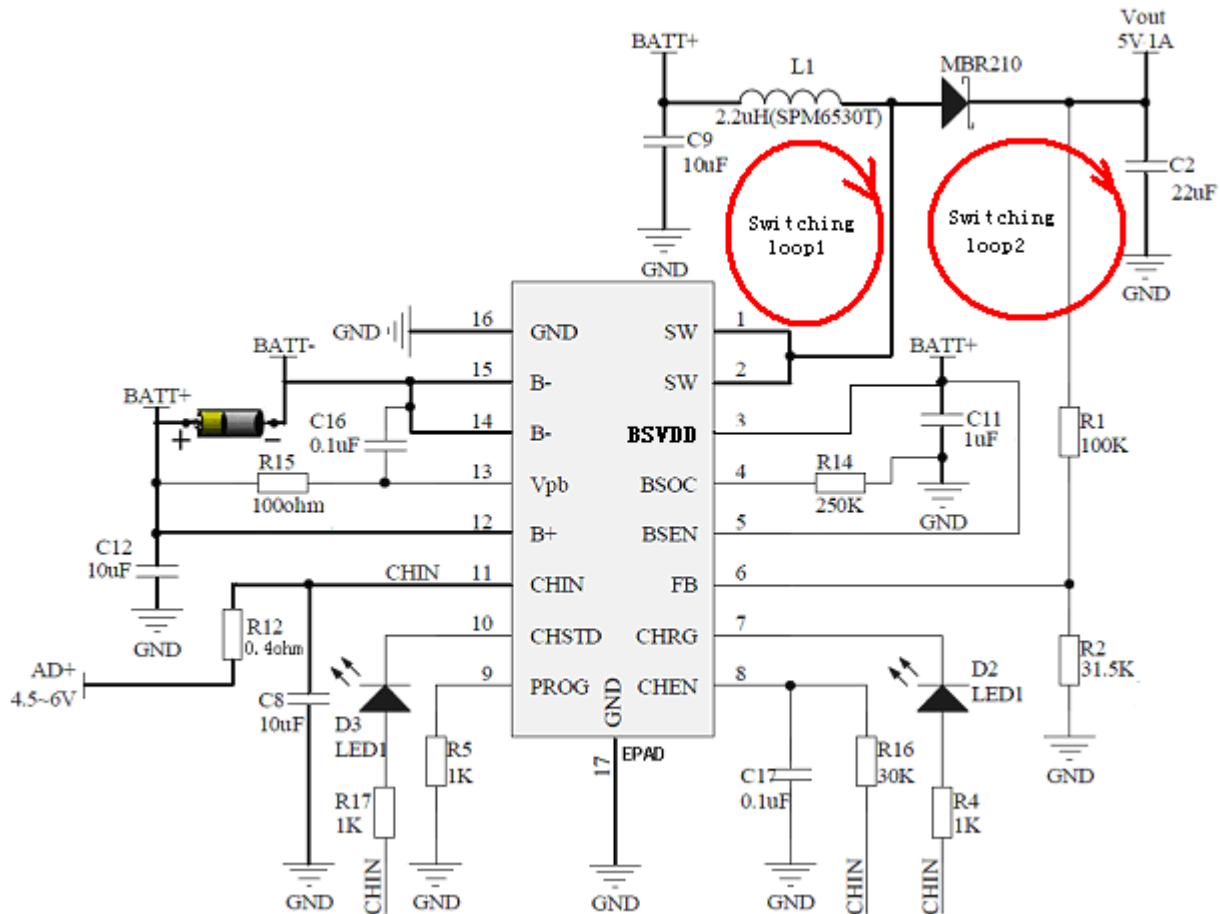 Vout
5V 1A
BATT+
L1
MBR210
2.2uH(SPM6530T)
C9
10uF
C2
22uF
Switching
loop1
Switching
loop2
GND
GND
GND
16
GND
SW
1
BATT-
BATT+
15
B-
SW
2
BATT+
C16
0.1uF
14
B-
BSVDD
3
C11
1uF
R1
100K
+
-
R15
100ohm
13
Vpb
BSOC
4
R14
250K
GND
12
B+
BSEN
5
C12
10uF
CHIN
11
CHIN
FB
6
GND
R12
0.4ohm
10
CHSTD
CHRG
7
AD+
4.5~6V
9
PROG
CHEN
8
D2
LED1
R2
31.5K
C8
10uF
D3
LED1
GND
17
EPAD
R5
1K
C17
0.1uF
R16
30K
GND
R17
1K
R4
1K
GND
CHIN
GND
GND
GND
CHIN
CHIN